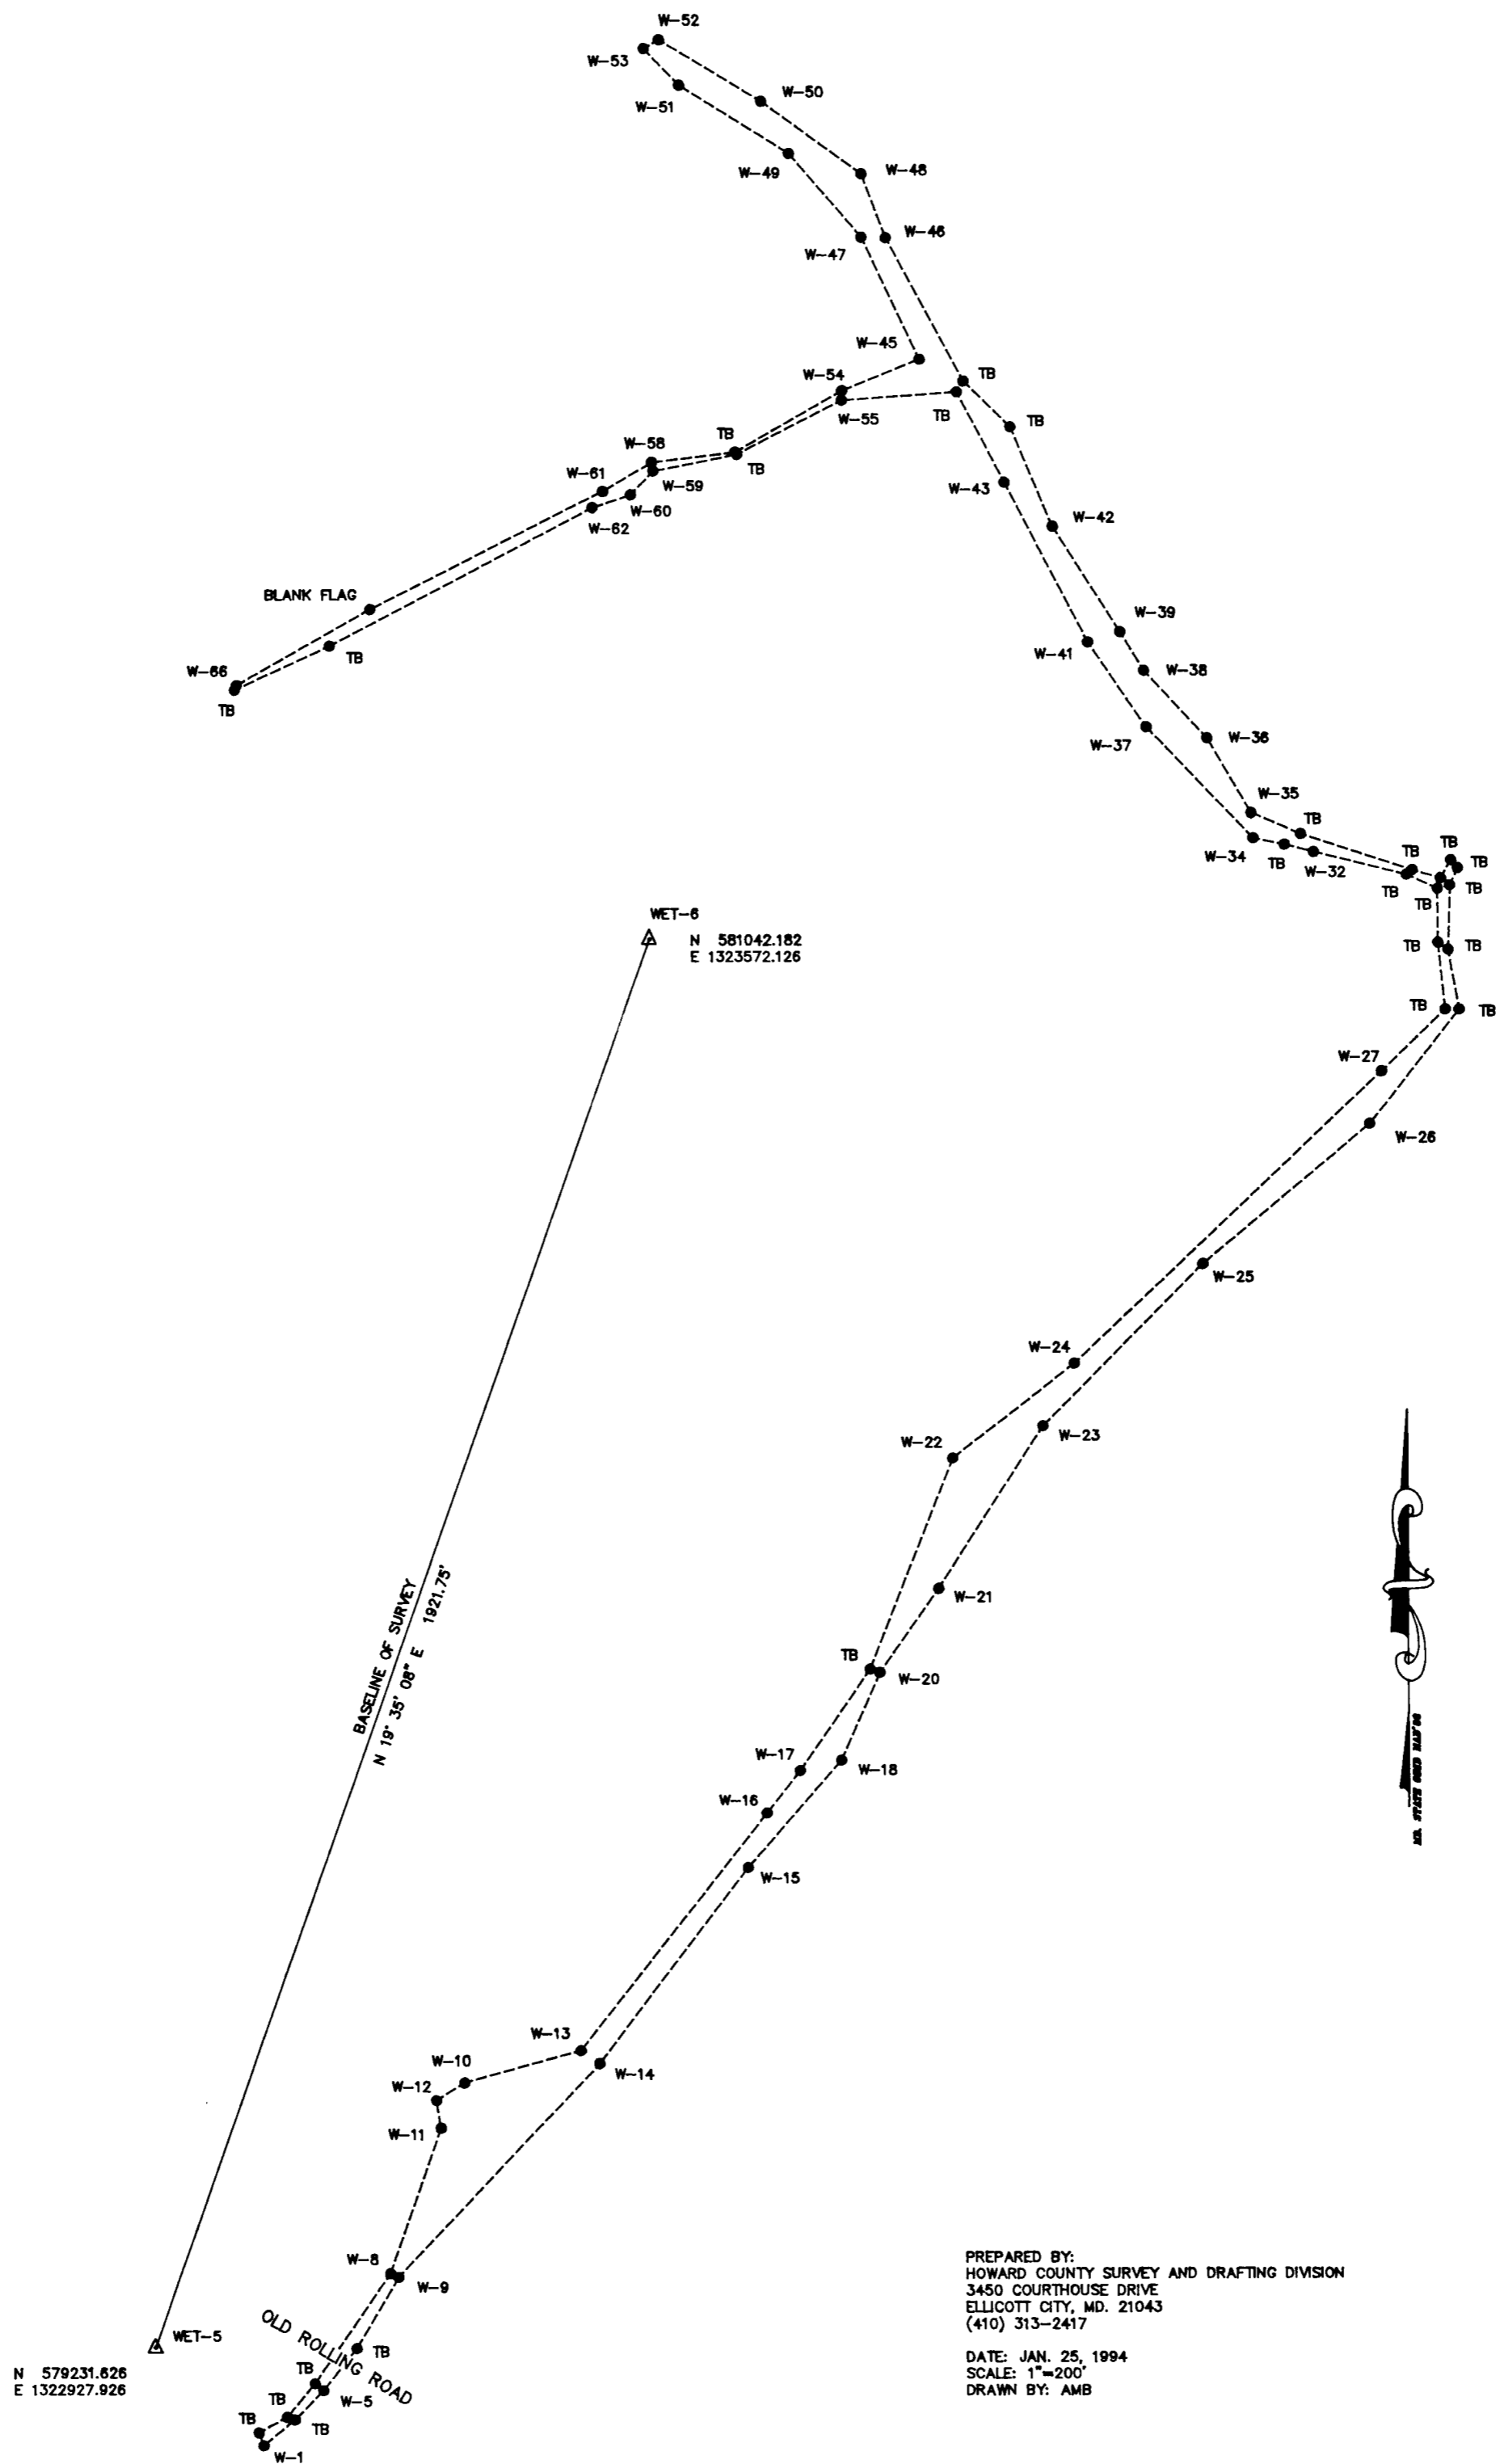 W-52
W-53
W-51
W-50
W-49
W-48
W-47
W-46
W-45
TB
W-54
W-55
TB
TB
TB
TB
W-58
W-59
W-61
W-60
W-62
W-43
W-42
BLANK FLAG
TB
W-66
TB
W-39
W-41
W-38
W-37
W-36
W-35
TB
W-34
TB
W-32
TB
TB
TB
TB
TB
TB
WET-6
N 581042.182
E 1323572.126
TB
TB
TB
TB
W-27
W-26
W-25
W-24
W-23
W-22
W-21
TB
W-20
BASELINE OF SURVEY
N 19° 35' 08" E 1921.75'
W-17
W-18
W-16
W-15
MD. STATE GRID
W-13
W-14
W-10
W-12
W-11
W-8
W-9
WET-5
N 579231.626
E 1322927.926
OLD ROLLING ROAD
TB
TB
W-5
TB
TB
TB
W-1
PREPARED BY:
HOWARD COUNTY SURVEY AND DRAFTING DIVISION
3450 COURTHOUSE DRIVE
ELLICOTT CITY, MD. 21043
(410) 313-2417
DATE: JAN. 25, 1994
SCALE: 1"=200'
DRAWN BY: AMB